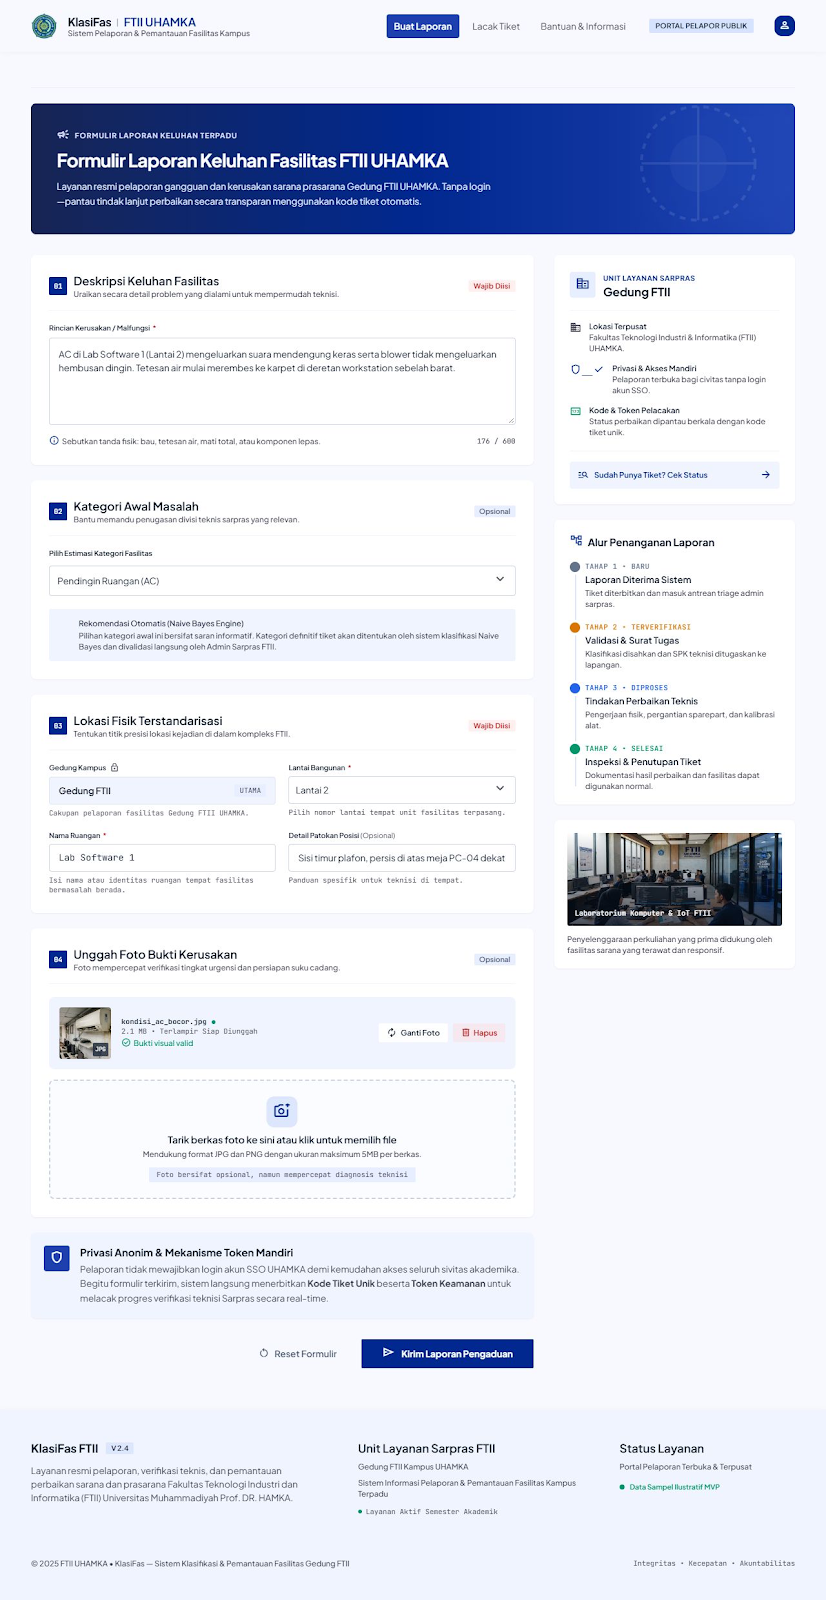 KlasiFas | FTII UHAMKA
Sistem Pelaporan & Pemantauan Fasilitas Kampus
Buat Laporan
Lacak Tiket
Bantuan & Informasi
PORTAL PELAPOR PUBLIK
FORMULIR LAPORAN KELUHAN TERPADU
Formulir Laporan Keluhan Fasilitas FTII UHAMKA
Layanan resmi pelaporan gangguan dan kerusakan sarana prasarana Gedung FTII UHAMKA. Tanpa login
—pantau tindak lanjut perbaikan secara transparan menggunakan kode tiket otomatis.
01
Deskripsi Keluhan Fasilitas
Uraikan secara detail problem yang dialami untuk mempermudah teknisi.
Wajib Diisi
Rincian Kerusakan / Malfungsi *
AC di Lab Software 1 (Lantai 2) mengeluarkan suara mendengung keras serta blower tidak mengeluarkan
hembusan dingin. Tetesan air mulai merembes ke karpet di deretan workstation sebelah barat.
Sebutkan tanda fisik: bau, tetesan air, mati total, atau komponen lepas.
176 / 600
02
Kategori Awal Masalah
Bantu memandu penugasan divisi teknis sarpras yang relevan.
Opsional
Pilih Estimasi Kategori Fasilitas
Pendingin Ruangan (AC)
Rekomendasi Otomatis (Naive Bayes Engine)
Pilihan kategori awal ini bersifat saran informatif. Kategori definitif tiket akan ditentukan oleh sistem klasifikasi Naive
Bayes dan divalidasi langsung oleh Admin Sarpras FTII.
03
Lokasi Fisik Terstandarisasi
Tentukan titik presisi lokasi kejadian di dalam kompleks FTII.
Wajib Diisi
Gedung Kampus
Gedung FTII
UTAMA
Cakupan pelaporan fasilitas Gedung FTII UHAMKA.
Lantai Bangunan *
Lantai 2
Pilih nomor lantai tempat unit fasilitas terpasang.
Nama Ruangan *
Lab Software 1
Isi nama atau identitas ruangan tempat fasilitas
bermasalah berada.
Detail Patokan Posisi (Opsional)
Sisi timur plafon, persis di atas meja PC-04 dekat
Panduan spesifik untuk teknisi di tempat.
04
Unggah Foto Bukti Kerusakan
Foto mempercepat verifikasi tingkat urgensi dan persiapan suku cadang.
Opsional
JPG
kondisi_ac_bocor.jpg
2.1 MB • Terlampir Siap Diunggah
Bukti visual valid
Ganti Foto
Hapus
Tarik berkas foto ke sini atau klik untuk memilih file
Mendukung format JPG dan PNG dengan ukuran maksimum 5MB per berkas.
Foto bersifat opsional, namun mempercepat diagnosis teknisi
Privasi Anonim & Mekanisme Token Mandiri
Pelaporan tidak mewajibkan login akun SSO UHAMKA demi kemudahan akses seluruh sivitas akademika.
Begitu formulir terkirim, sistem langsung menerbitkan Kode Tiket Unik beserta Token Keamanan untuk
melacak progres verifikasi teknisi Sarpras secara real-time.
Reset Formulir
Kirim Laporan Pengaduan
UNIT LAYANAN SARPRAS
Gedung FTII
Lokasi Terpusat
Fakultas Teknologi Industri & Informatika (FTII)
UHAMKA.
Privasi & Akses Mandiri
Pelaporan terbuka bagi civitas tanpa login
akun SSO.
Kode & Token Pelacakan
Status perbaikan dipantau berkala dengan kode
tiket unik.
Sudah Punya Tiket? Cek Status
Alur Penanganan Laporan
TAHAP 1 • BARU
Laporan Diterima Sistem
Tiket diterbitkan dan masuk antrean triage admin
sarpras.
TAHAP 2 • TERVERIFIKASI
Validasi & Surat Tugas
Klasifikasi disahkan dan SPK teknisi ditugaskan ke
lapangan.
TAHAP 3 • DIPROSES
Tindakan Perbaikan Teknis
Pengerjaan fisik, pergantian sparepart, dan kalibrasi
alat.
TAHAP 4 • SELESAI
Inspeksi & Penutupan Tiket
Dokumentasi hasil perbaikan dan fasilitas dapat
digunakan normal.
FTII
Laboratorium Komputer & IoT FTII
Penyelenggaraan perkuliahan yang prima didukung oleh
fasilitas sarana yang terawat dan responsif.
KlasiFas FTII
V 2.4
Layanan resmi pelaporan, verifikasi teknis, dan pemantauan
perbaikan sarana dan prasarana Fakultas Teknologi Industri dan
Informatika (FTII) Universitas Muhammadiyah Prof. DR. HAMKA.
Unit Layanan Sarpras FTII
Gedung FTII Kampus UHAMKA
Sistem Informasi Pelaporan & Pemantauan Fasilitas Kampus
Terpadu
Layanan Aktif Semester Akademik
Status Layanan
Portal Pelaporan Terbuka & Terpusat
Data Sampel Ilustratif MVP
© 2025 FTII UHAMKA • KlasiFas — Sistem Klasifikasi & Pemantauan Fasilitas Gedung FTII
Integritas • Kecepatan • Akuntabilitas